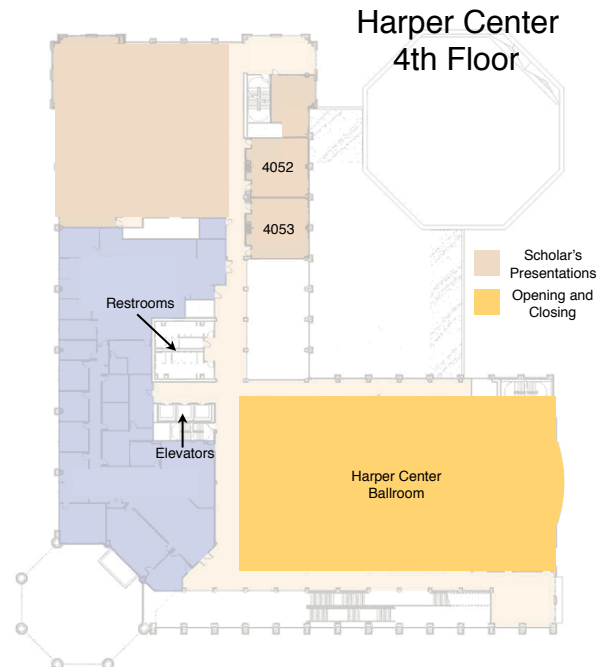 Harper Center
4th Floor
4052
4053
Scholar's
Presentations
Opening and
Closing
Restrooms
Elevators
Harper Center
Ballroom